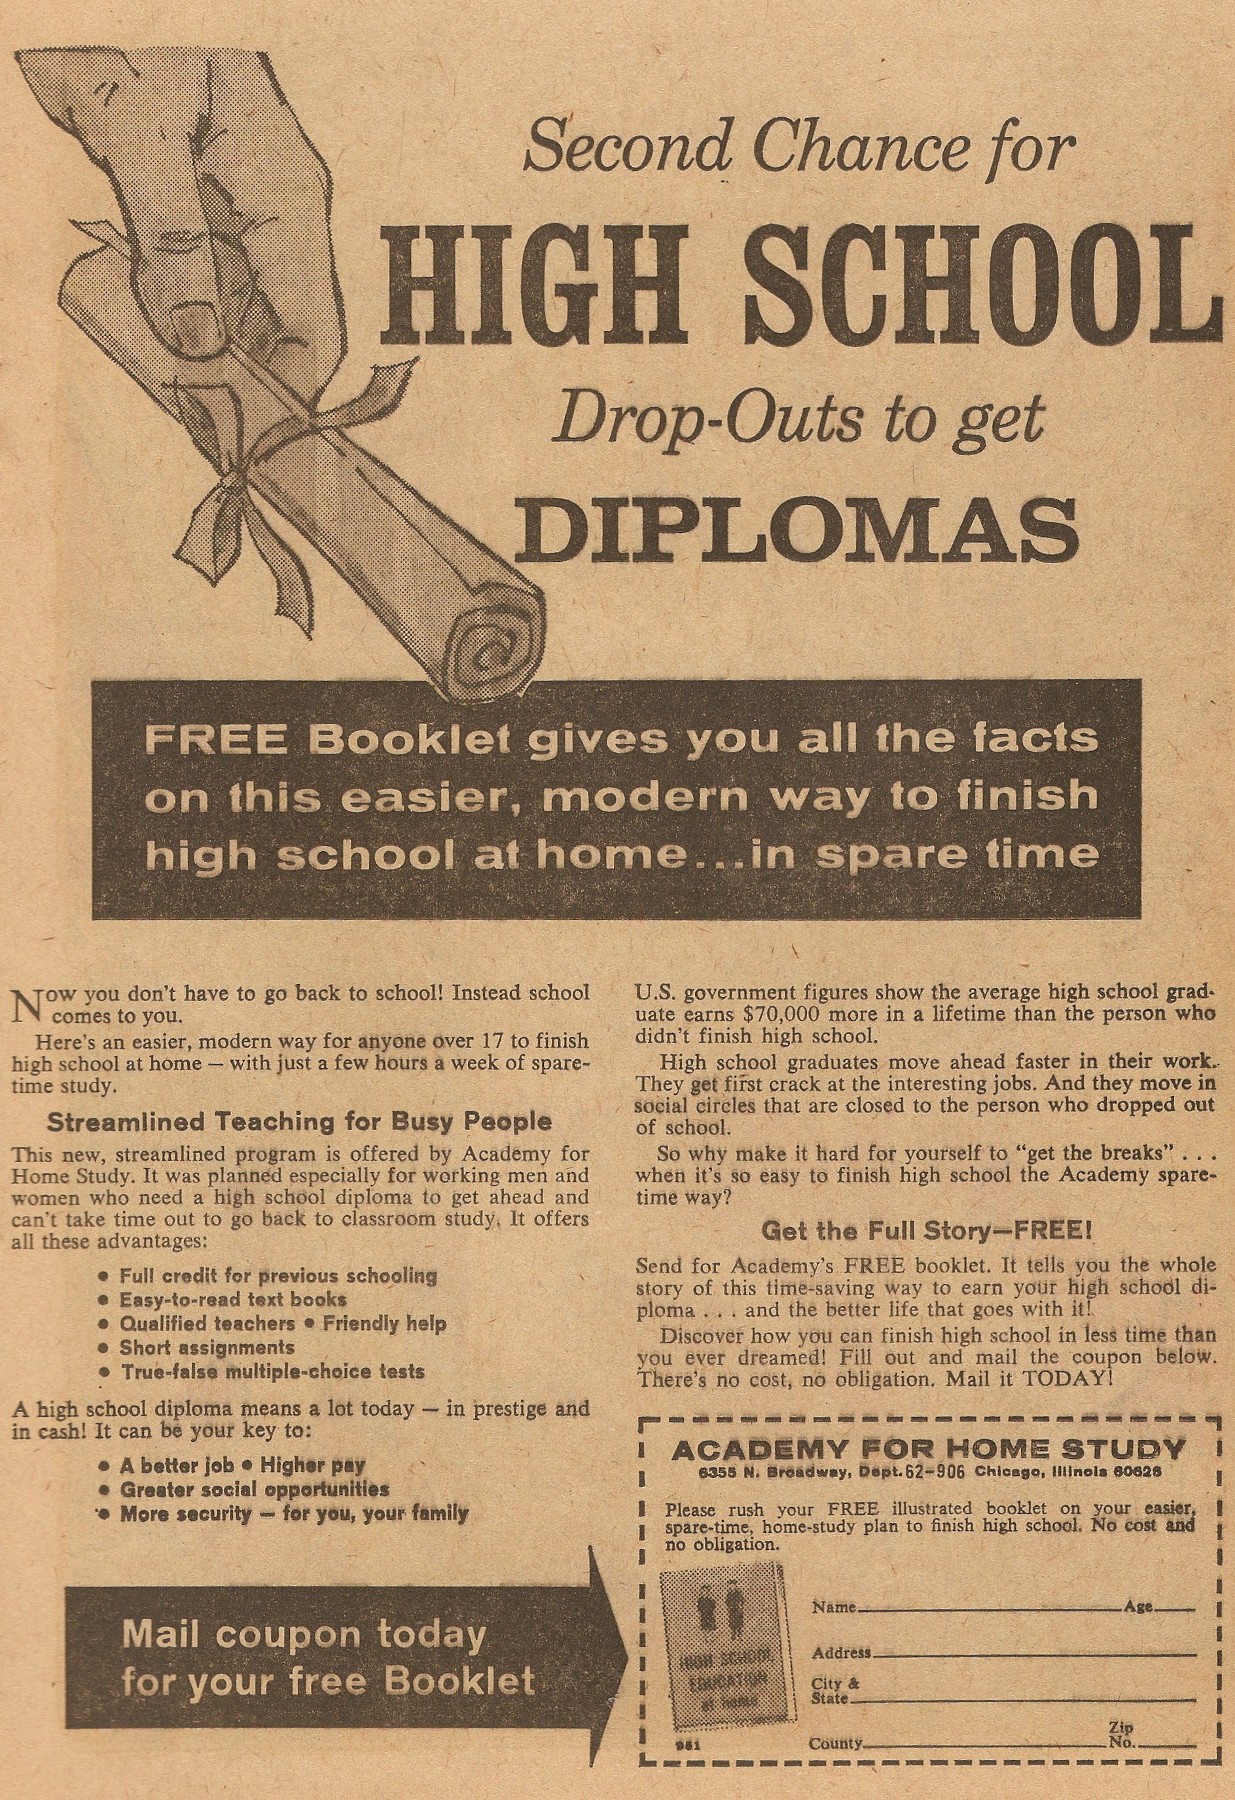 Second Chance for
HIGH SCHOOL
Drop-Outs to get
DIPLOMAS
FREE Booklet gives you all the facts
on this easier, modern way to finish
high school at home...in spare time
Now you don't have to go back to school! Instead school
comes to you.
Here's an easier, modern way for anyone over 17 to finish
high school at home — with just a few hours a week of spare-
time study.
Streamlined Teaching for Busy People
This new, streamlined program is offered by Academy for
Home Study. It was planned especially for working men and
women who need a high school diploma to get ahead and
can't take time out to go back to classroom study. It offers
all these advantages:
• Full credit for previous schooling
• Easy-to-read text books
• Qualified teachers • Friendly help
• Short assignments
• True-false multiple-choice tests
A high school diploma means a lot today — in prestige and
in cash! It can be your key to:
• A better job • Higher pay
• Greater social opportunities
• More security — for you, your family
Mail coupon today
for your free Booklet
U.S. government figures show the average high school grad-
uate earns $70,000 more in a lifetime than the person who
didn't finish high school.
High school graduates move ahead faster in their work.
They get first crack at the interesting jobs. And they move in
social circles that are closed to the person who dropped out
of school.
So why make it hard for yourself to "get the breaks" . . .
when it's so easy to finish high school the Academy spare-
time way?
Get the Full Story—FREE!
Send for Academy's FREE booklet. It tells you the whole
story of this time-saving way to earn your high school di-
ploma . . . and the better life that goes with it!
Discover how you can finish high school in less time than
you ever dreamed! Fill out and mail the coupon below.
There's no cost, no obligation. Mail it TODAY!
ACADEMY FOR HOME STUDY
6355 N. Broadway, Dept. 62-906 Chicago, Illinois 60626
Please rush your FREE illustrated booklet on your easier,
spare-time, home-study plan to finish high school. No cost and
no obligation.
HIGH SCHOOL
EDUCATION
at home
951
Name Age
Address
City &
State
County Zip
No.